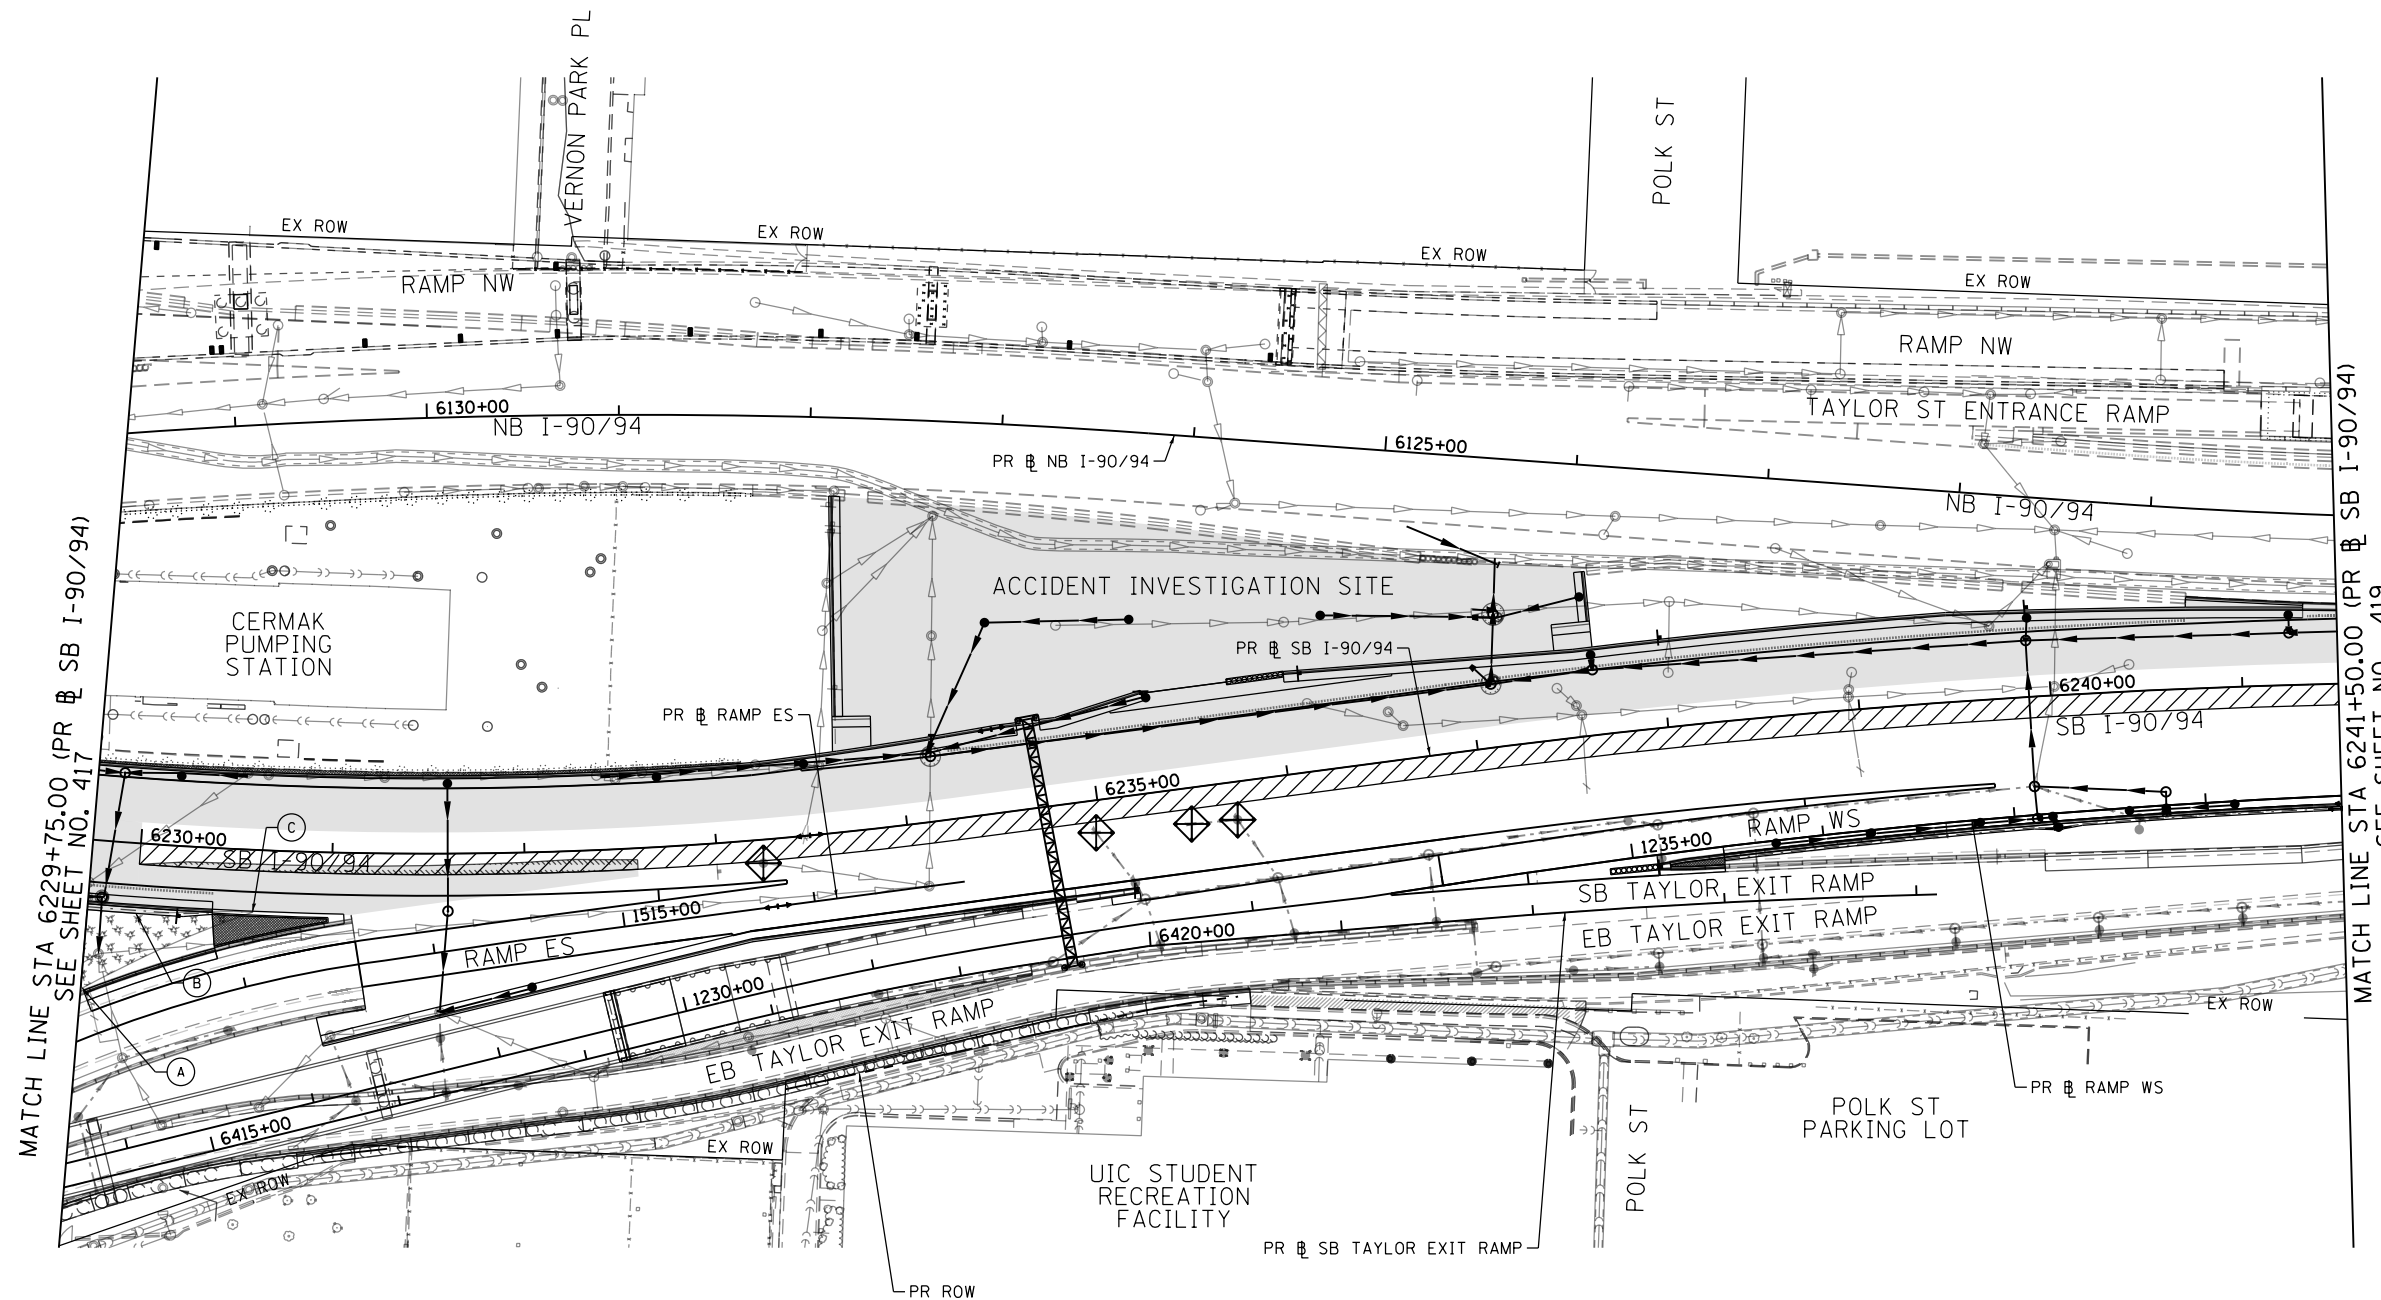 VERNON PARK PL
POLK ST
EX ROW
EX ROW
EX ROW
EX ROW
RAMP NW
RAMP NW
6130+00
NB I-90/94
TAYLOR ST ENTRANCE RAMP
6125+00
PR ⅊ NB I-90/94
NB I-90/94
ACCIDENT INVESTIGATION SITE
CERMAK
PUMPING
STATION
PR ⅊ SB I-90/94
PR ⅊ RAMP ES
6240+00
SB I-90/94
6235+00
6230+00
C
SB I-90/94
RAMP WS
1235+00
SB TAYLOR EXIT RAMP
1515+00
EB TAYLOR EXIT RAMP
6420+00
RAMP ES
B
1230+00
EX ROW
EB TAYLOR EXIT RAMP
A
PR ⅊ RAMP WS
6415+00
POLK ST
PARKING LOT
EX ROW
POLK ST
EX ROW
UIC STUDENT
RECREATION
FACILITY
PR ⅊ SB TAYLOR EXIT RAMP
PR ROW
MATCH LINE STA 6229+75.00 (PR ⅊ SB I-90/94)
SEE SHEET NO. 417
MATCH LINE STA 6241+50.00 (PR ⅊ SB I-90/94)